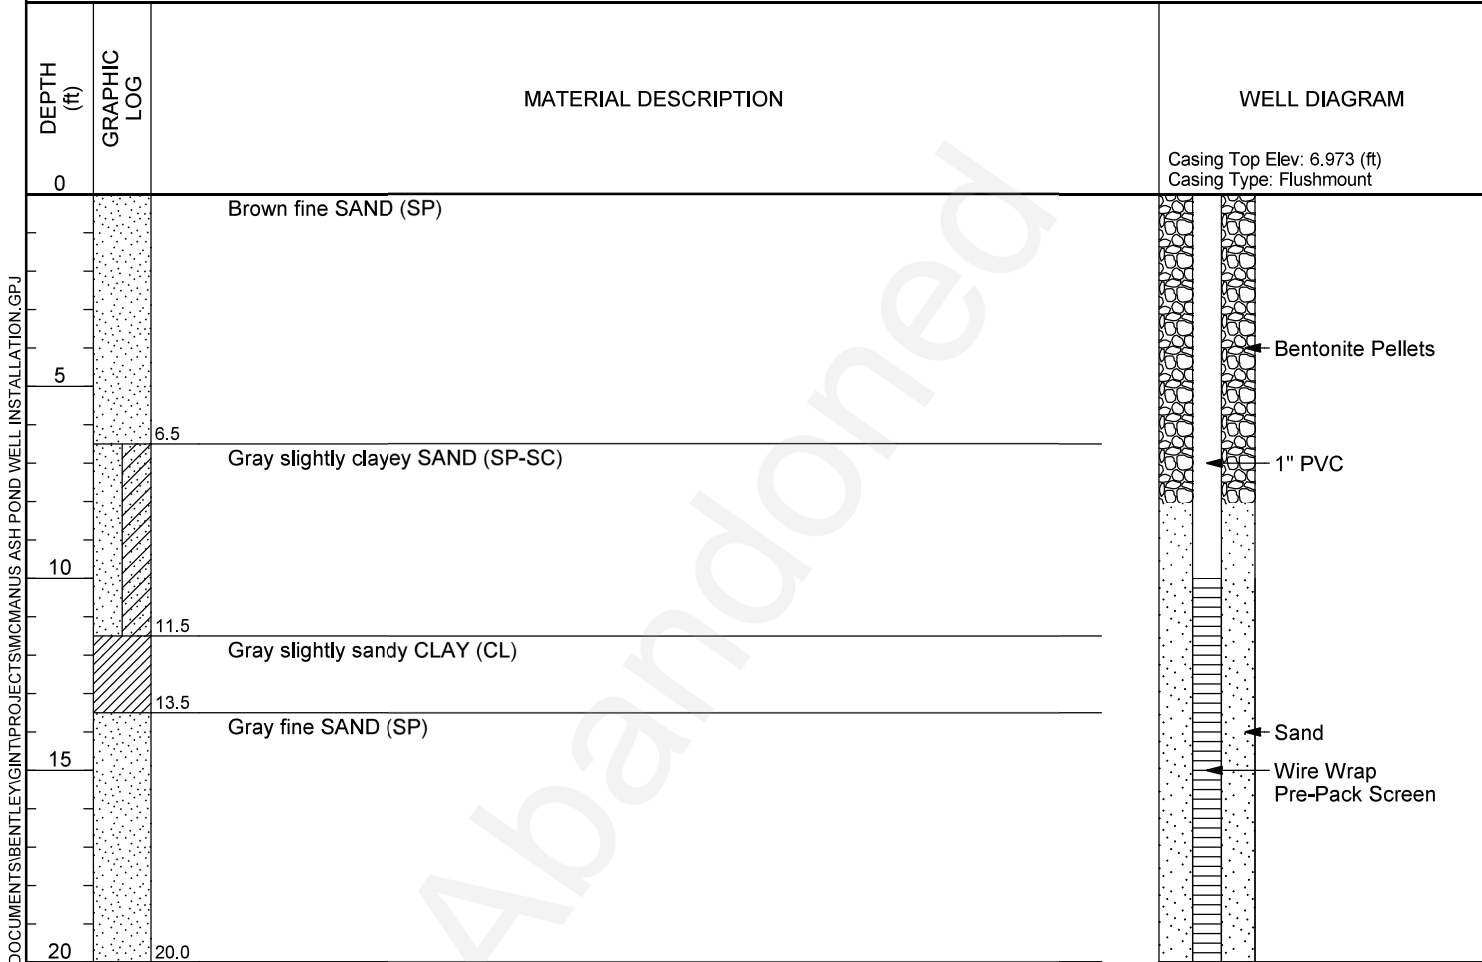 DEPTH
(ft)
GRAPHIC
LOG
MATERIAL DESCRIPTION
WELL DIAGRAM
Casing Top Elev: 6.973 (ft)
Casing Type: Flushmount
0
Brown fine SAND (SP)
Bentonite Pellets
5
6.5
Gray slightly clayey SAND (SP-SC)
1" PVC
10
11.5
Gray slightly sandy CLAY (CL)
13.5
Gray fine SAND (SP)
Sand
15
Wire Wrap
Pre-Pack Screen
20
20.0
Abandoned
DOCUMENTS\BENTLEY\GINT\PROJECTS\MCMANUS ASH POND WELL INSTALLATION.GPJ